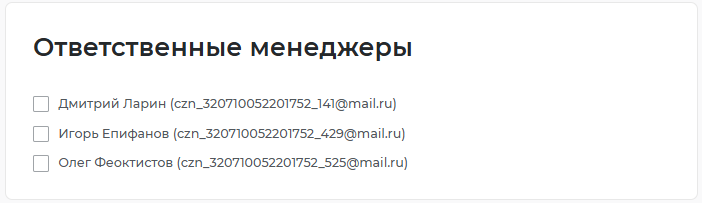 Ответственные менеджеры
Дмитрий Ларин (czn_320710052201752_141@mail.ru)
Игорь Епифанов (czn_320710052201752_429@mail.ru)
Олег Феоктистов (czn_320710052201752_525@mail.ru)